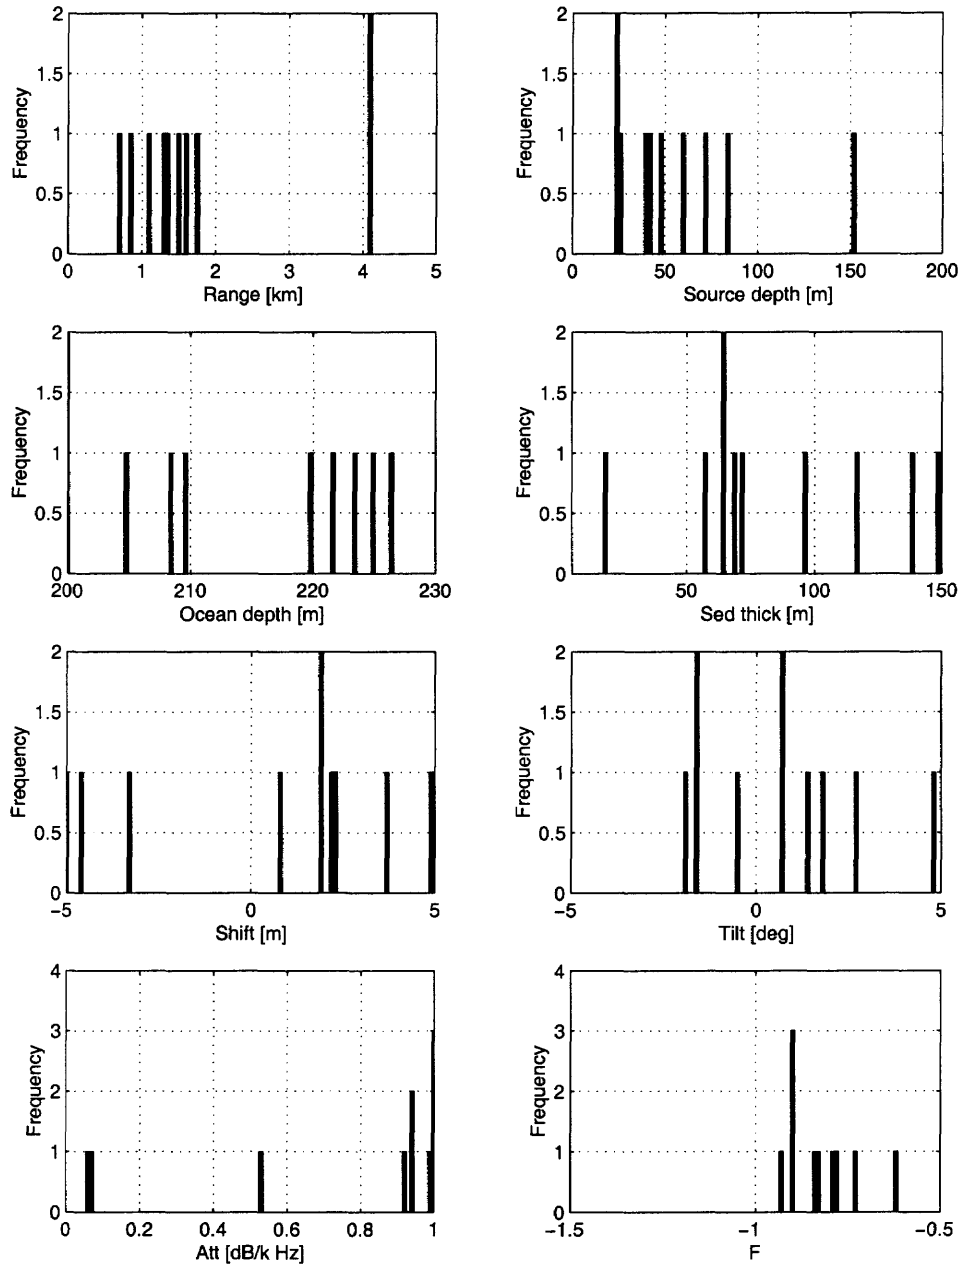 2
1.5
1
0.5
0
Frequency
0 1 2 3 4 5
Range [km]
2
1.5
1
0.5
0
Frequency
0 50 100 150 200
Source depth [m]
2
1.5
1
0.5
0
Frequency
200 210 220 230
Ocean depth [m]
2
1.5
1
0.5
0
Frequency
50 100 150
Sed thick [m]
2
1.5
1
0.5
0
Frequency
−5 0 5
Shift [m]
2
1.5
1
0.5
0
Frequency
−5 0 5
Tilt [deg]
4
3
2
1
0
Frequency
0 0.2 0.4 0.6 0.8 1
Att [dB/k Hz]
4
3
2
1
0
Frequency
−1.5 −1 −0.5
F